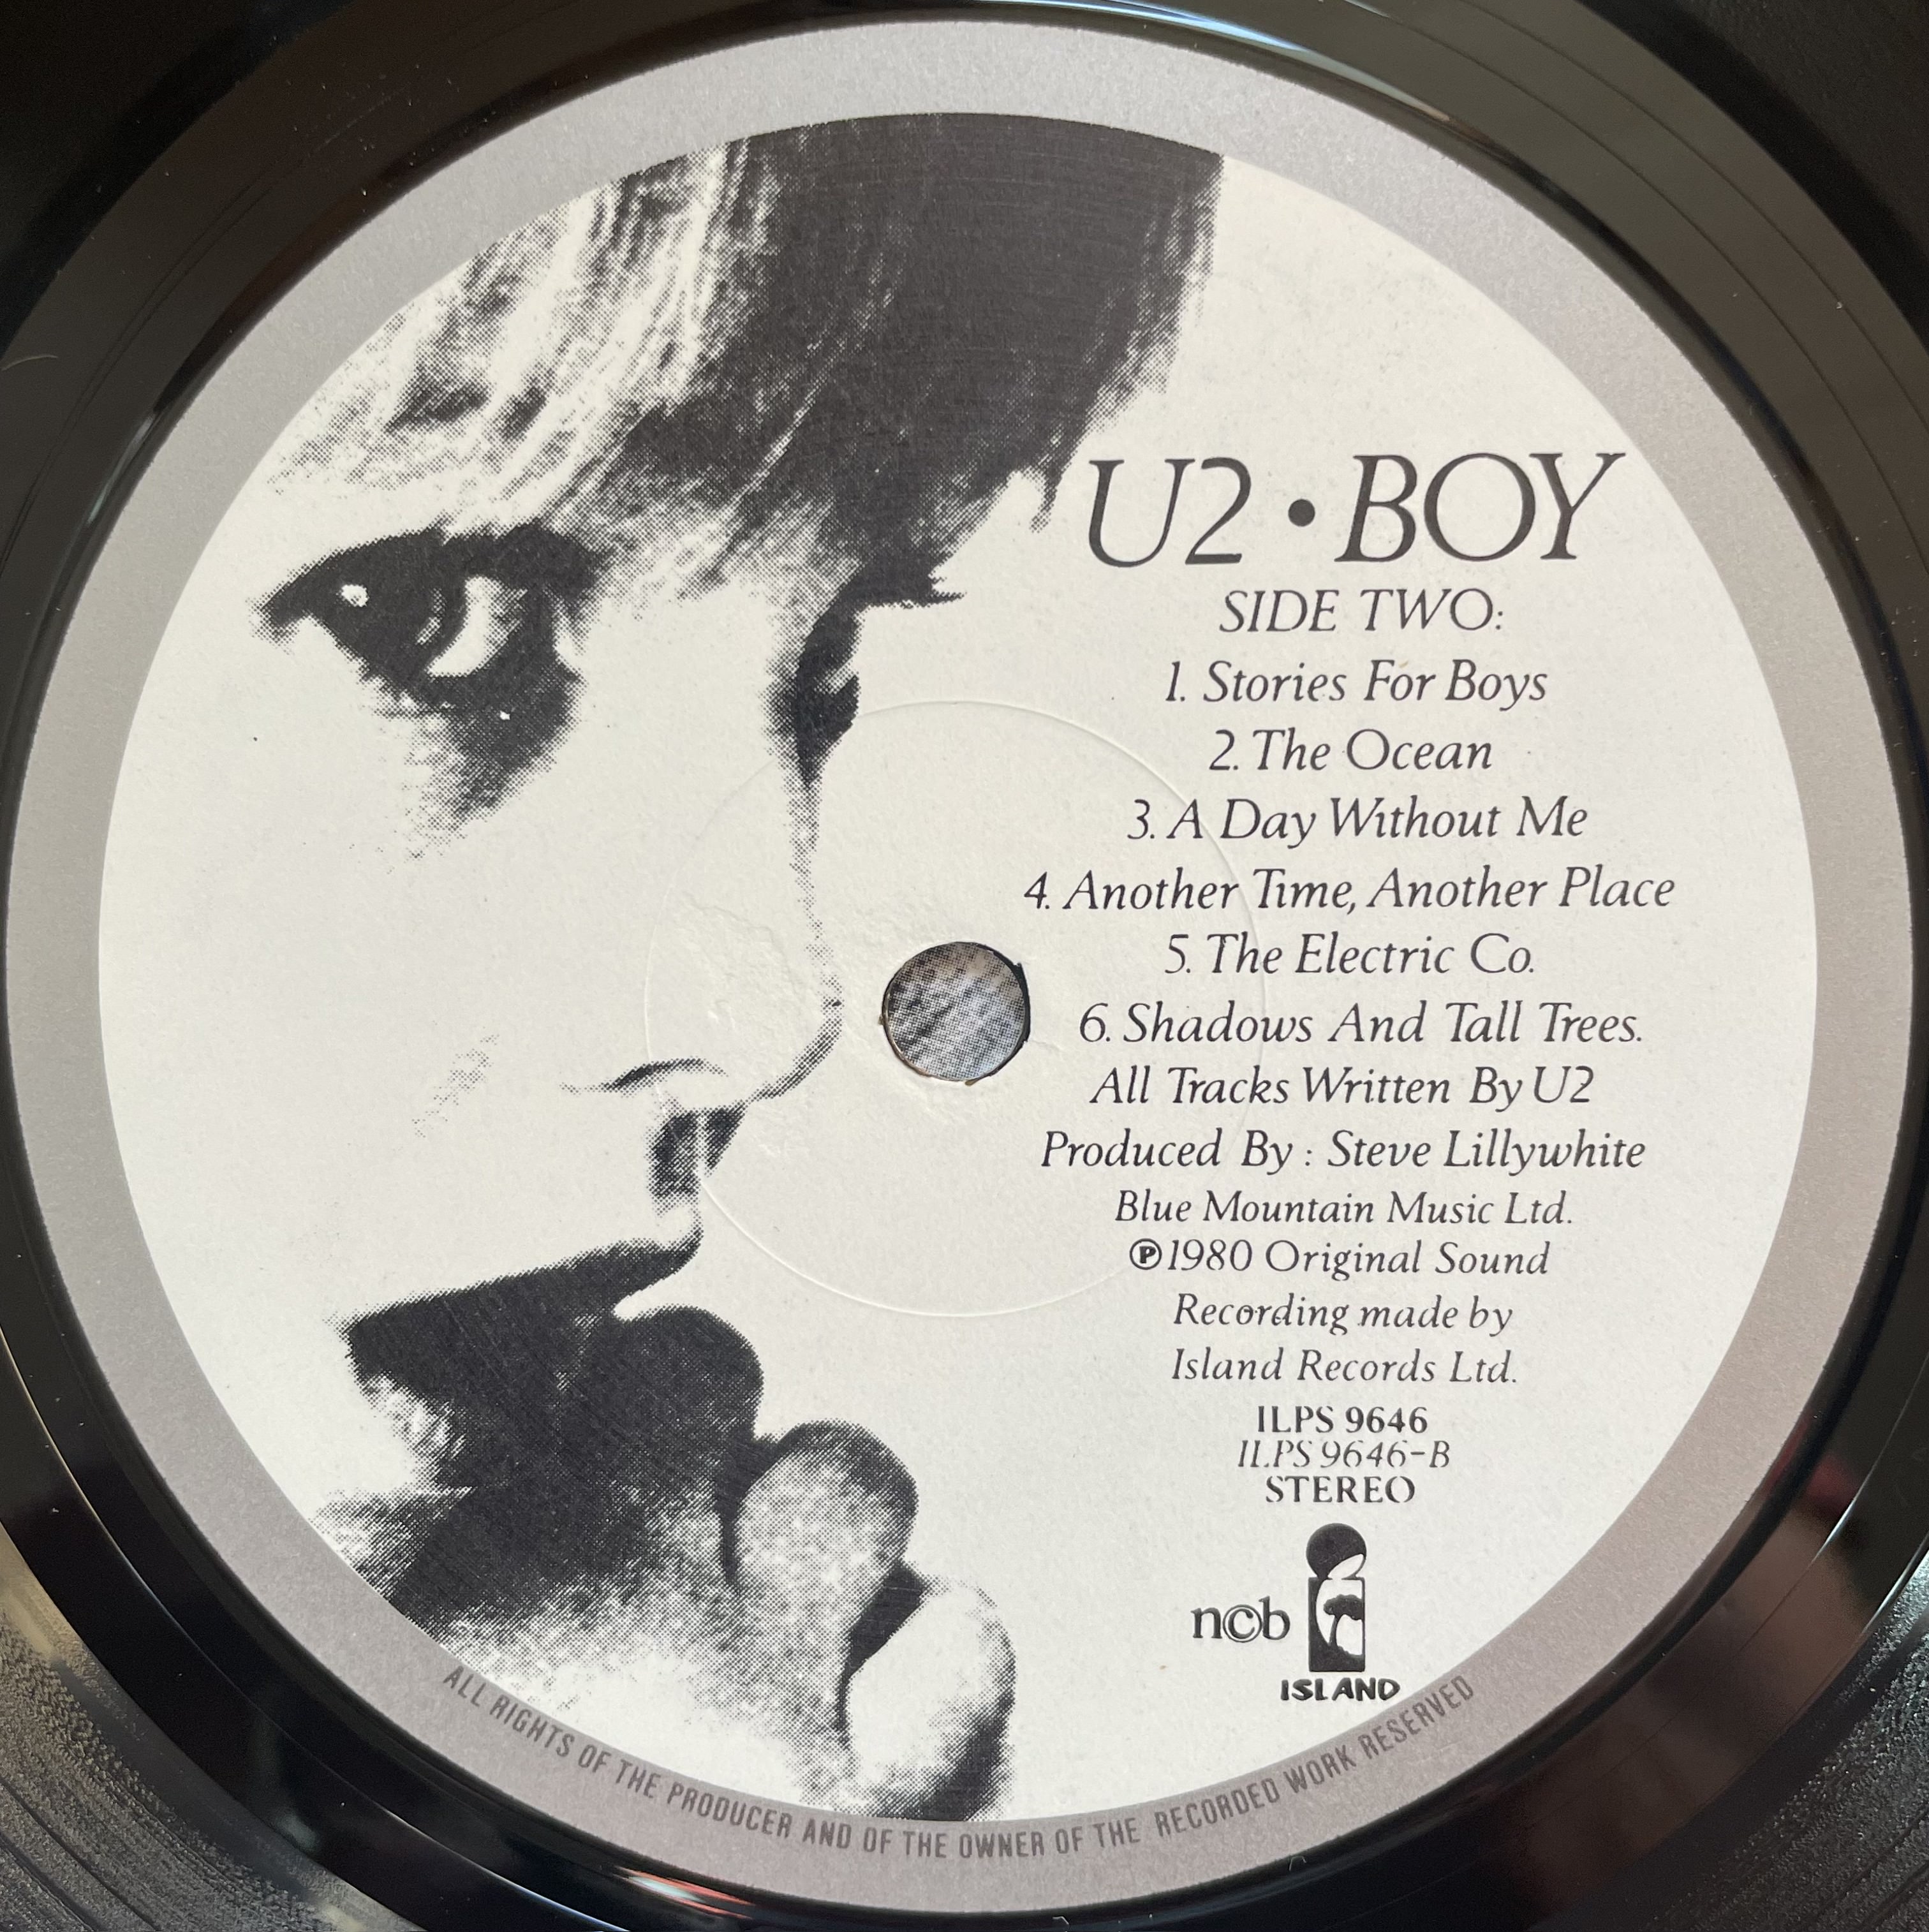 U2 • BOY
SIDE TWO:
1. Stories For Boys
2. The Ocean
3. A Day Without Me
4. Another Time, Another Place
5. The Electric Co.
6. Shadows And Tall Trees.
All Tracks Written By U2
Produced By : Steve Lillywhite
Blue Mountain Music Ltd.
℗1980 Original Sound
Recording made by
Island Records Ltd.
ILPS 9646
ILPS 9646-B
STEREO
n©b
ISLAND
ALL RIGHTS OF THE PRODUCER AND OF THE OWNER OF THE RECORDED WORK RESERVED